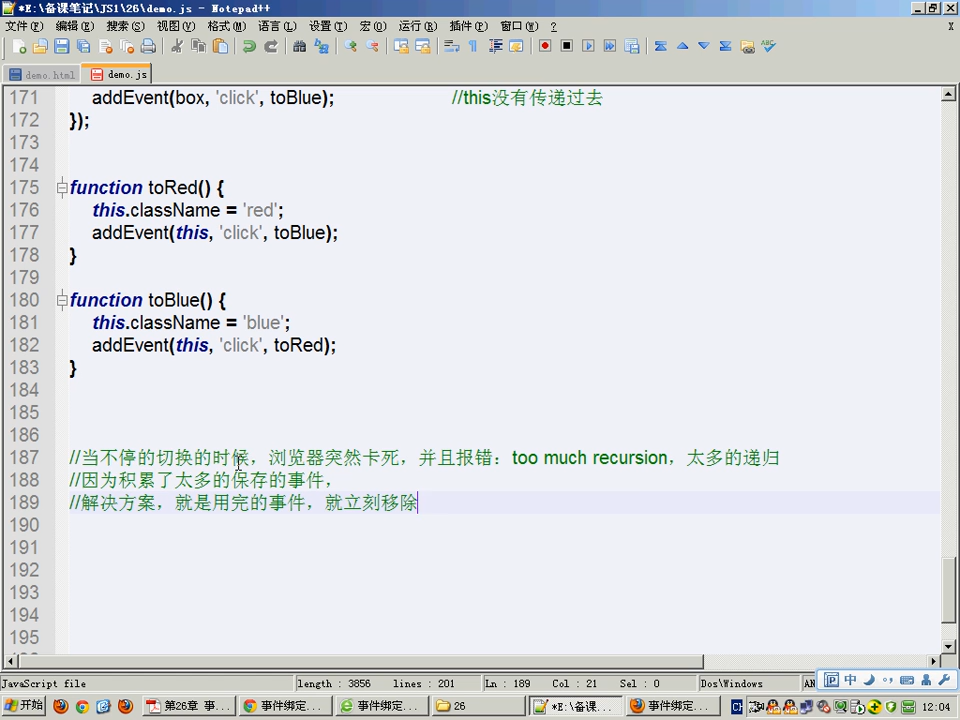 *E:\备课笔记\JS1\26\demo.js - Notepad++
文件(F) 编辑(E) 搜索(S) 视图(V) 格式(M) 语言(L) 设置(T) 宏(O) 运行(R) 插件(P) 窗口(W) ? X
demo.html demo.js
171 addEvent(box, 'click', toBlue); //this没有传递过去
172 });
173
174
175 function toRed() {
176 this.className = 'red';
177 addEvent(this, 'click', toBlue);
178 }
179
180 function toBlue() {
181 this.className = 'blue';
182 addEvent(this, 'click', toRed);
183 }
184
185
186
187 //当不停的切换的时候，浏览器突然卡死，并且报错：too much recursion，太多的递归
188 //因为积累了太多的保存的事件，
189 //解决方案，就是用完的事件，就立刻移除
190
191
192
193
194
195
JavaScript file length : 3856 lines : 201 Ln : 189 Col : 21 Sel : 0 Dos\Windows AN 中
开始 第26章 事... 事件绑定... 事件绑定... 26 *E:\备课... 事件绑定... CH 12:04